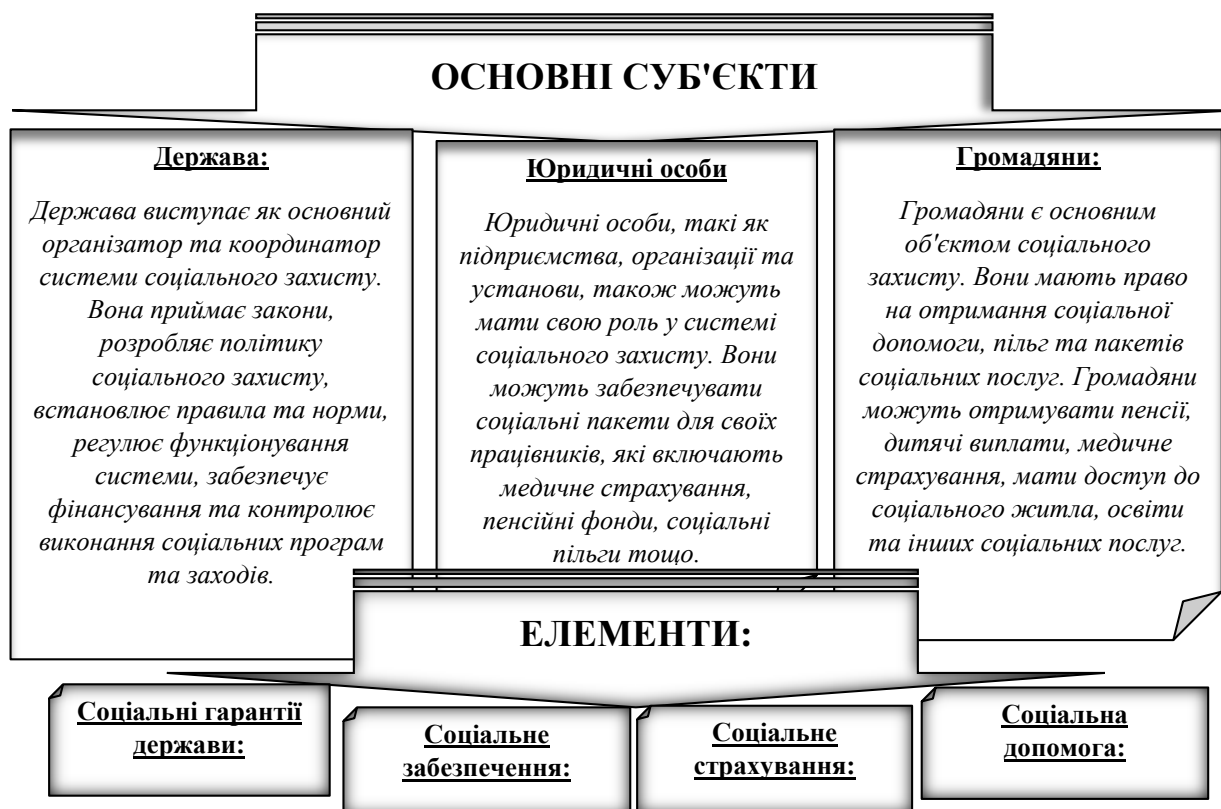 ОСНОВНІ СУБ'ЄКТИ
Держава:
Держава виступає як основний
організатор та координатор
системи соціального захисту.
Вона приймає закони,
розробляє політику
соціального захисту,
встановлює правила та норми,
регулює функціонування
системи, забезпечує
фінансування та контролює
виконання соціальних програм
та заходів.
Юридичні особи
Юридичні особи, такі як
підприємства, організації та
установи, також можуть
мати свою роль у системі
соціального захисту. Вони
можуть забезпечувати
соціальні пакети для своїх
працівників, які включають
медичне страхування,
пенсійні фонди, соціальні
пільги тощо.
Громадяни:
Громадяни є основним
об'єктом соціального
захисту. Вони мають право
на отримання соціальної
допомоги, пільг та пакетів
соціальних послуг. Громадяни
можуть отримувати пенсії,
дитячі виплати, медичне
страхування, мати доступ до
соціального житла, освіти
та інших соціальних послуг.
ЕЛЕМЕНТИ:
Соціальні гарантії
держави:
Соціальне
забезпечення:
Соціальне
страхування:
Соціальна
допомога: